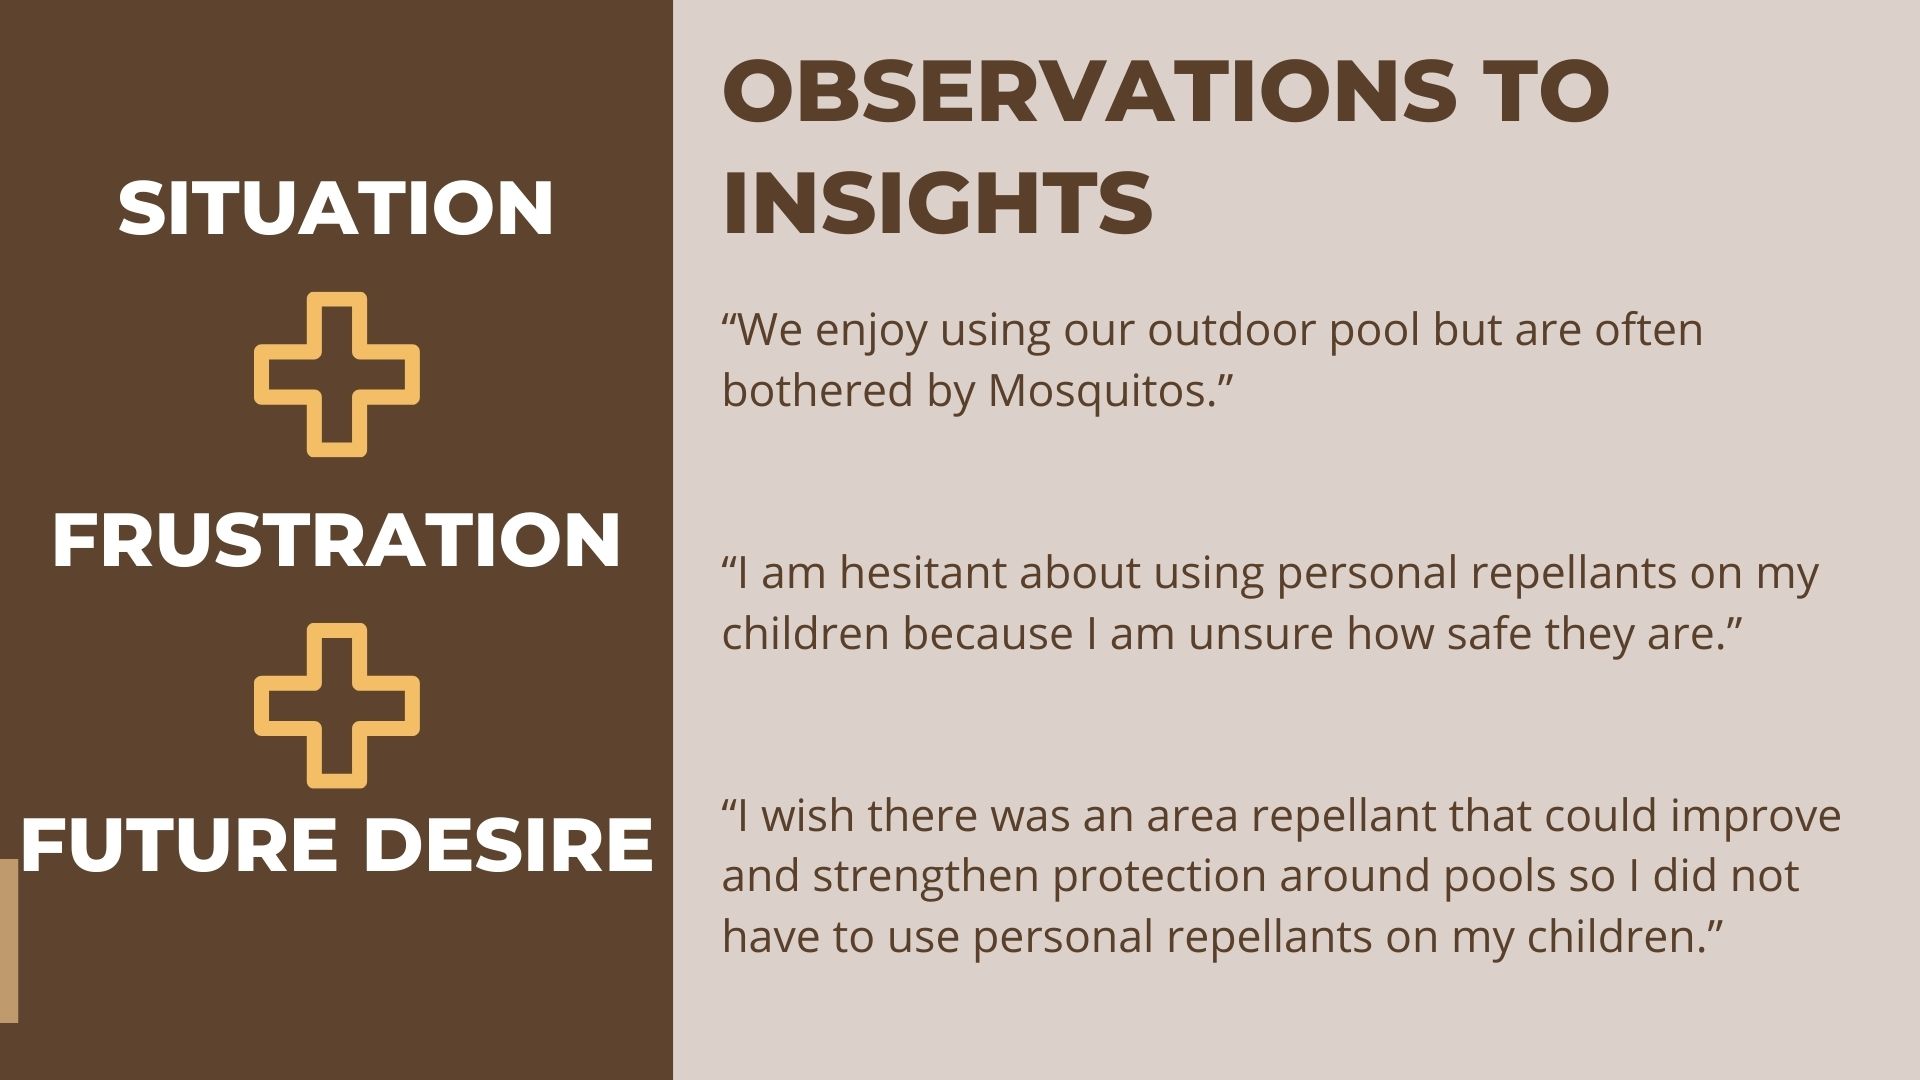 SITUATION
FRUSTRATION
FUTURE DESIRE
OBSERVATIONS TO
INSIGHTS
“We enjoy using our outdoor pool but are often
bothered by Mosquitos.”
“I am hesitant about using personal repellants on my
children because I am unsure how safe they are.”
“I wish there was an area repellant that could improve
and strengthen protection around pools so I did not
have to use personal repellants on my children.”